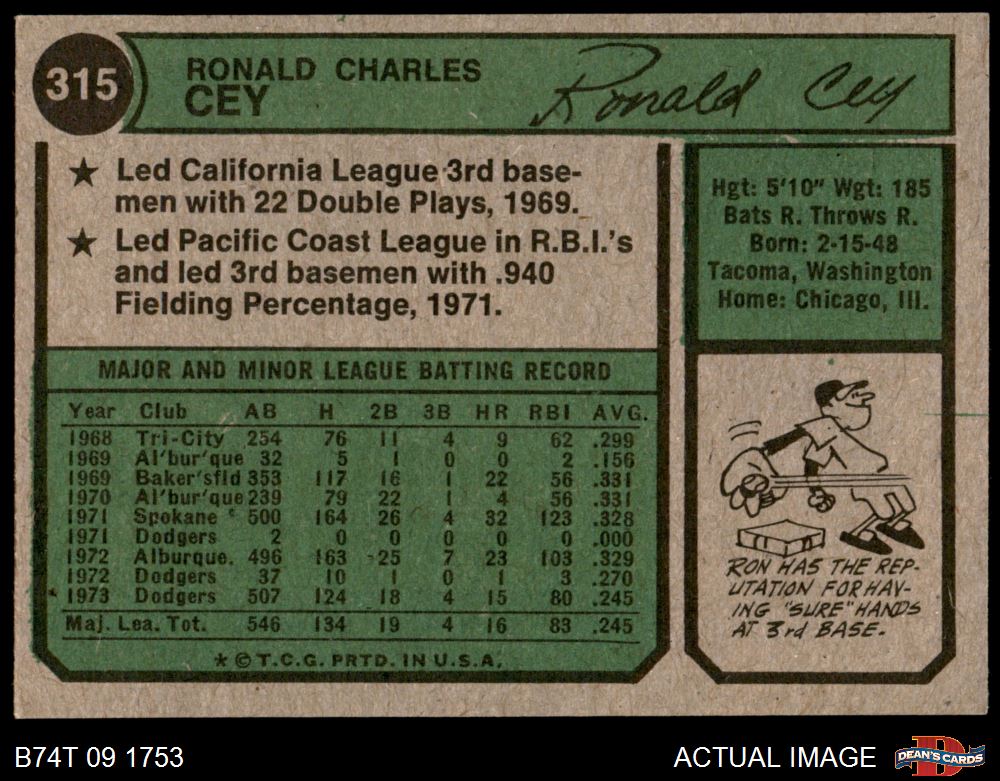 315
RONALD CHARLES
CEY
Ronald Cey
★ Led California League 3rd base-
men with 22 Double Plays, 1969.
★ Led Pacific Coast League in R.B.I.'s
and led 3rd basemen with .940
Fielding Percentage, 1971.
Hgt: 5'10" Wgt: 185
Bats R. Throws R.
Born: 2-15-48
Tacoma, Washington
Home: Chicago, Ill.
MAJOR AND MINOR LEAGUE BATTING RECORD
Year Club AB H 2B 3B HR RBI AVG.
1968 Tri-City 254 76 11 4 9 62 .299
1969 Al'bur'que 32 5 1 0 0 2 .156
1969 Baker'sfld 353 117 16 1 22 56 .331
1970 Al'bur'que 239 79 22 1 4 56 .331
1971 Spokane 500 164 26 4 32 123 .328
1971 Dodgers 2 0 0 0 0 0 .000
1972 Alburque. 496 163 25 7 23 103 .329
1972 Dodgers 37 10 1 0 1 3 .270
1973 Dodgers 507 124 18 4 15 80 .245
Maj. Lea. Tot. 546 134 19 4 16 83 .245
* © T.C.G. PRTD. IN U.S.A.
RON HAS THE REP-
UTATION FOR HAV-
ING "SURE" HANDS
AT 3rd BASE.
B74T 09 1753
ACTUAL IMAGE
D
DEAN'S CARDS